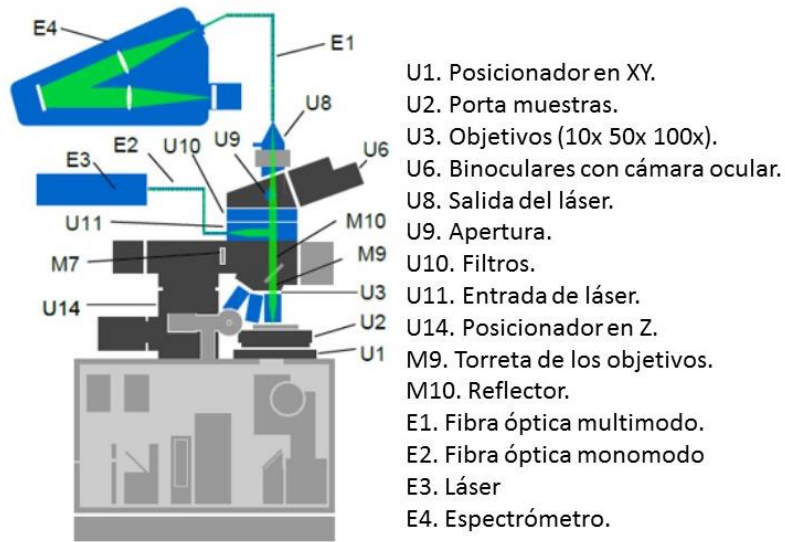 E4
E1
U8
E2
U10
U9
U6
E3
U11
M10
M7
M9
U3
U14
U2
U1
U1. Posicionador en XY.
U2. Porta muestras.
U3. Objetivos (10x 50x 100x).
U6. Binoculares con cámara ocular.
U8. Salida del láser.
U9. Apertura.
U10. Filtros.
U11. Entrada de láser.
U14. Posicionador en Z.
M9. Torreta de los objetivos.
M10. Reflector.
E1. Fibra óptica multimodo.
E2. Fibra óptica monomodo
E3. Láser
E4. Espectrómetro.